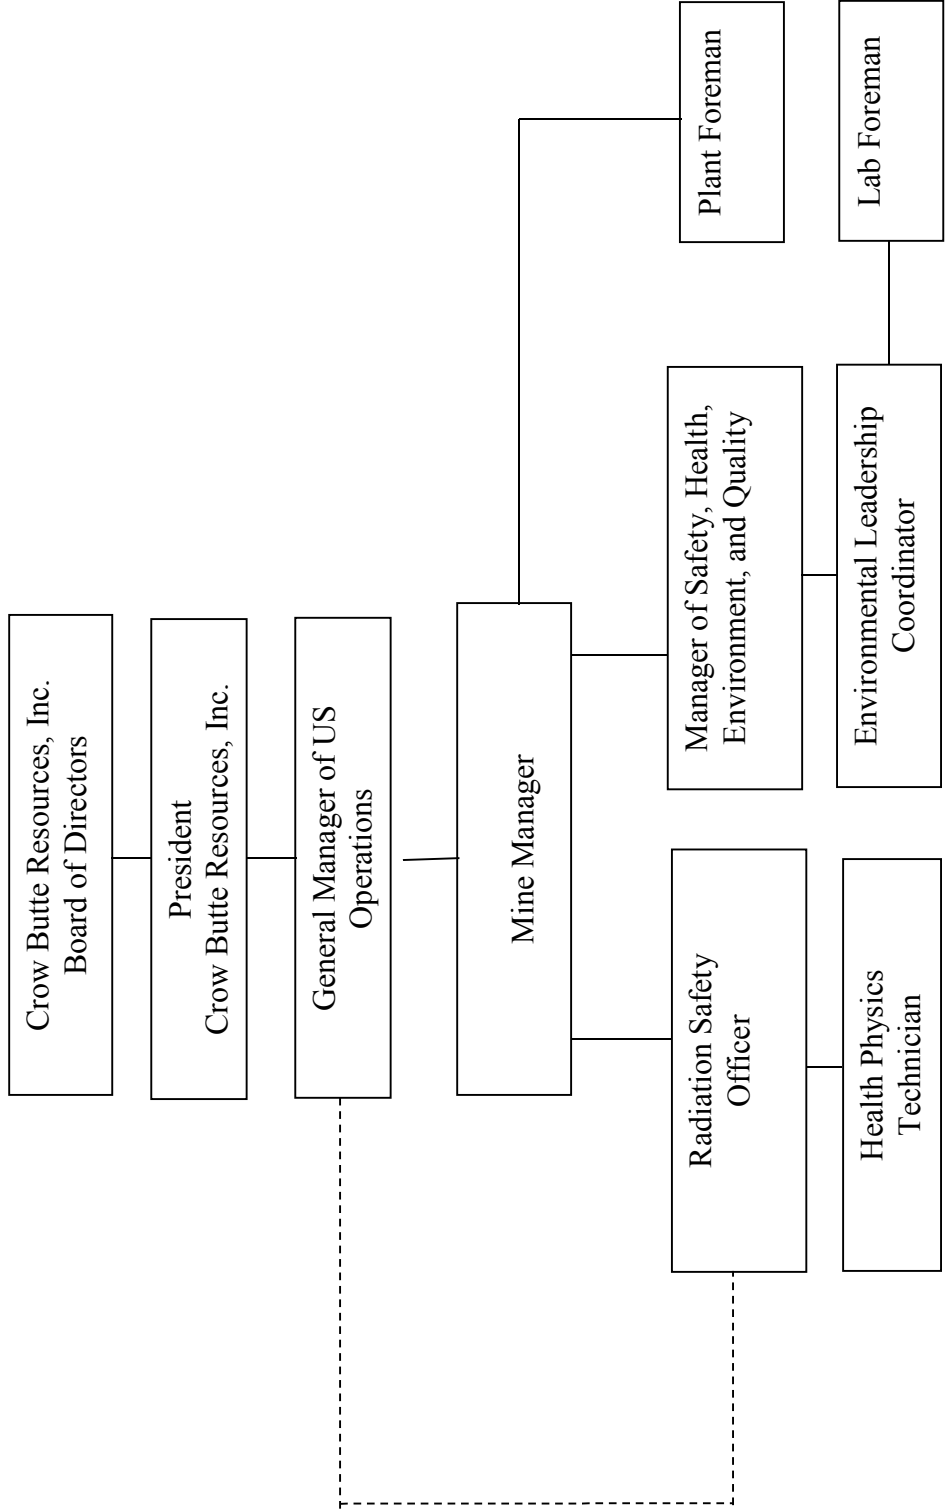 Crow Butte Resources, Inc.
Board of Directors
President
Crow Butte Resources, Inc.
General Manager of US
Operations
Mine Manager
Radiation Safety
Officer
Manager of Safety, Health,
Environment, and Quality
Plant Foreman
Health Physics
Technician
Environmental Leadership
Coordinator
Lab Foreman